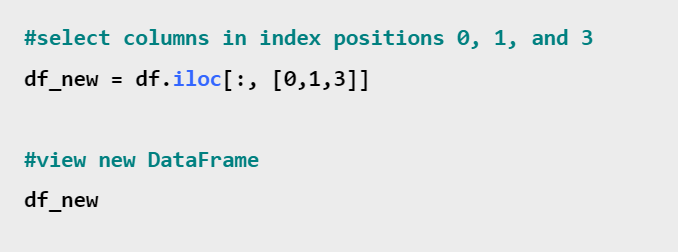 #select columns in index positions 0, 1, and 3
df_new = df.iloc[:, [0,1,3]]
#view new DataFrame
df_new